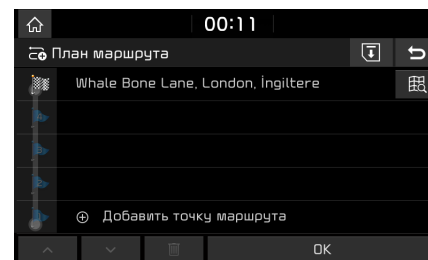 00:11
План маршрута
Whale Bone Lane, London, İngiltere
Добавить точку маршрута
OK